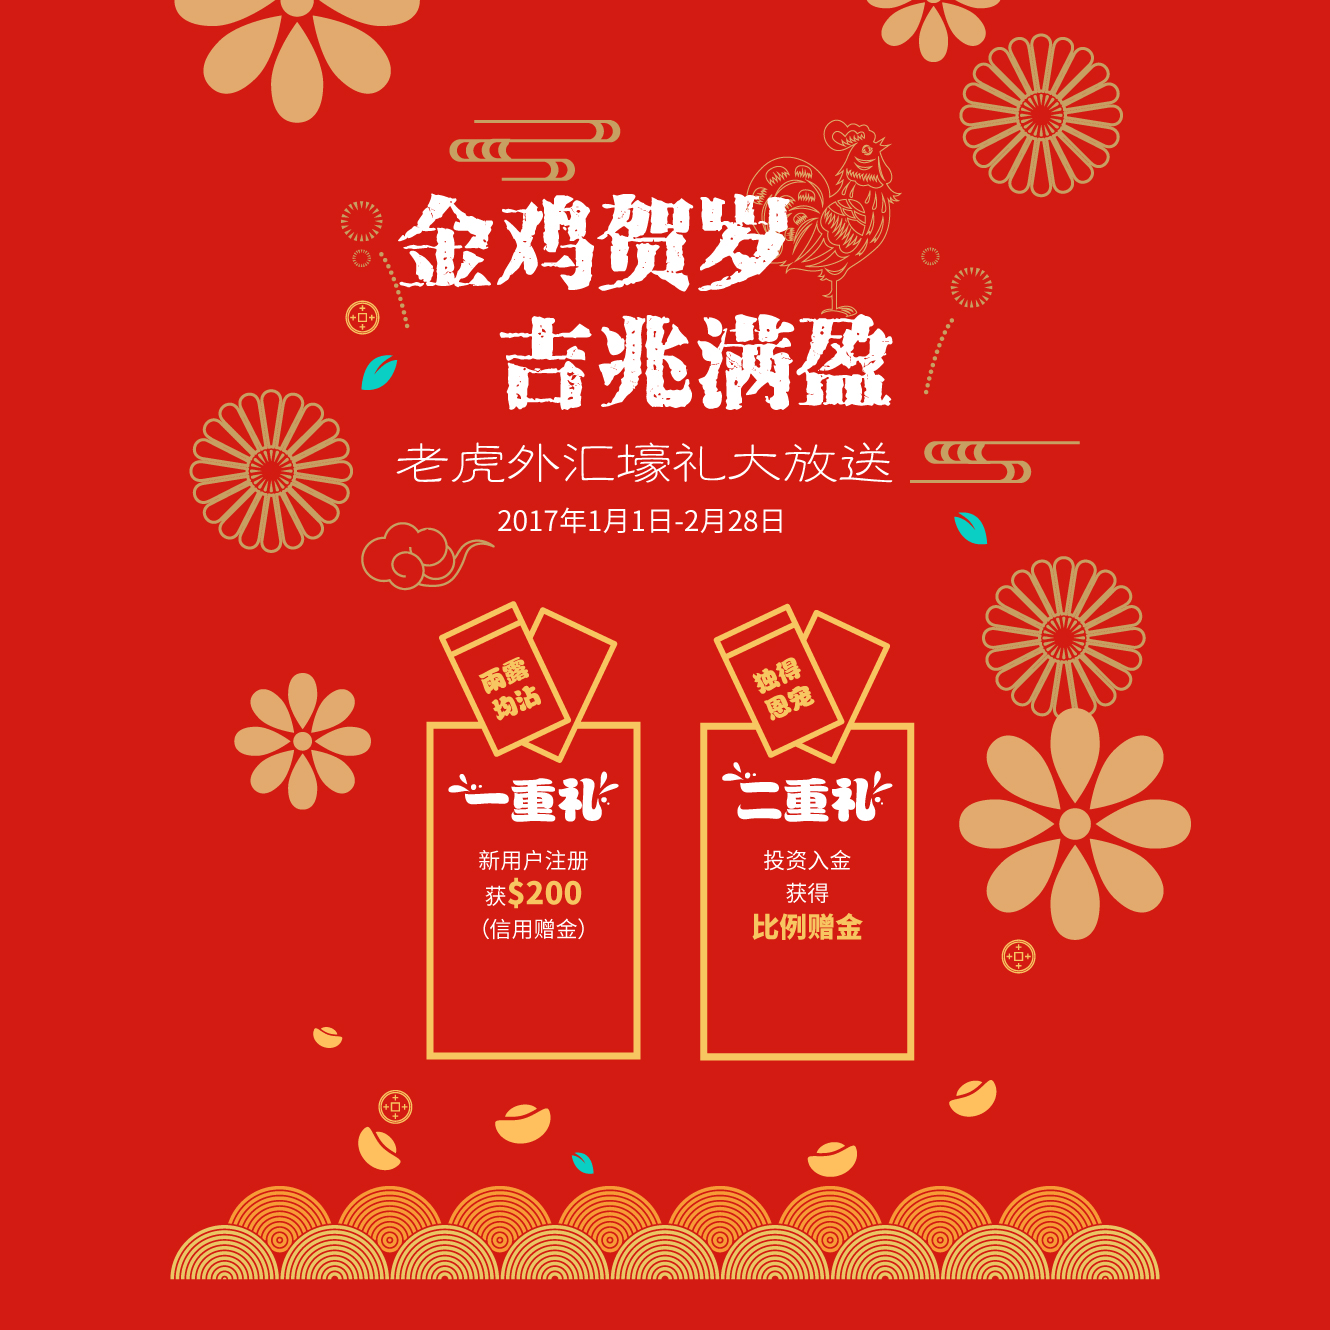 金鸡贺岁
吉兆满盈
老虎外汇壕礼大放送
2017年1月1日-2月28日
雨露
均沾
一重礼
新用户注册
获$200
(信用赠金)
独得
恩宠
二重礼
投资入金
获得
比例赠金